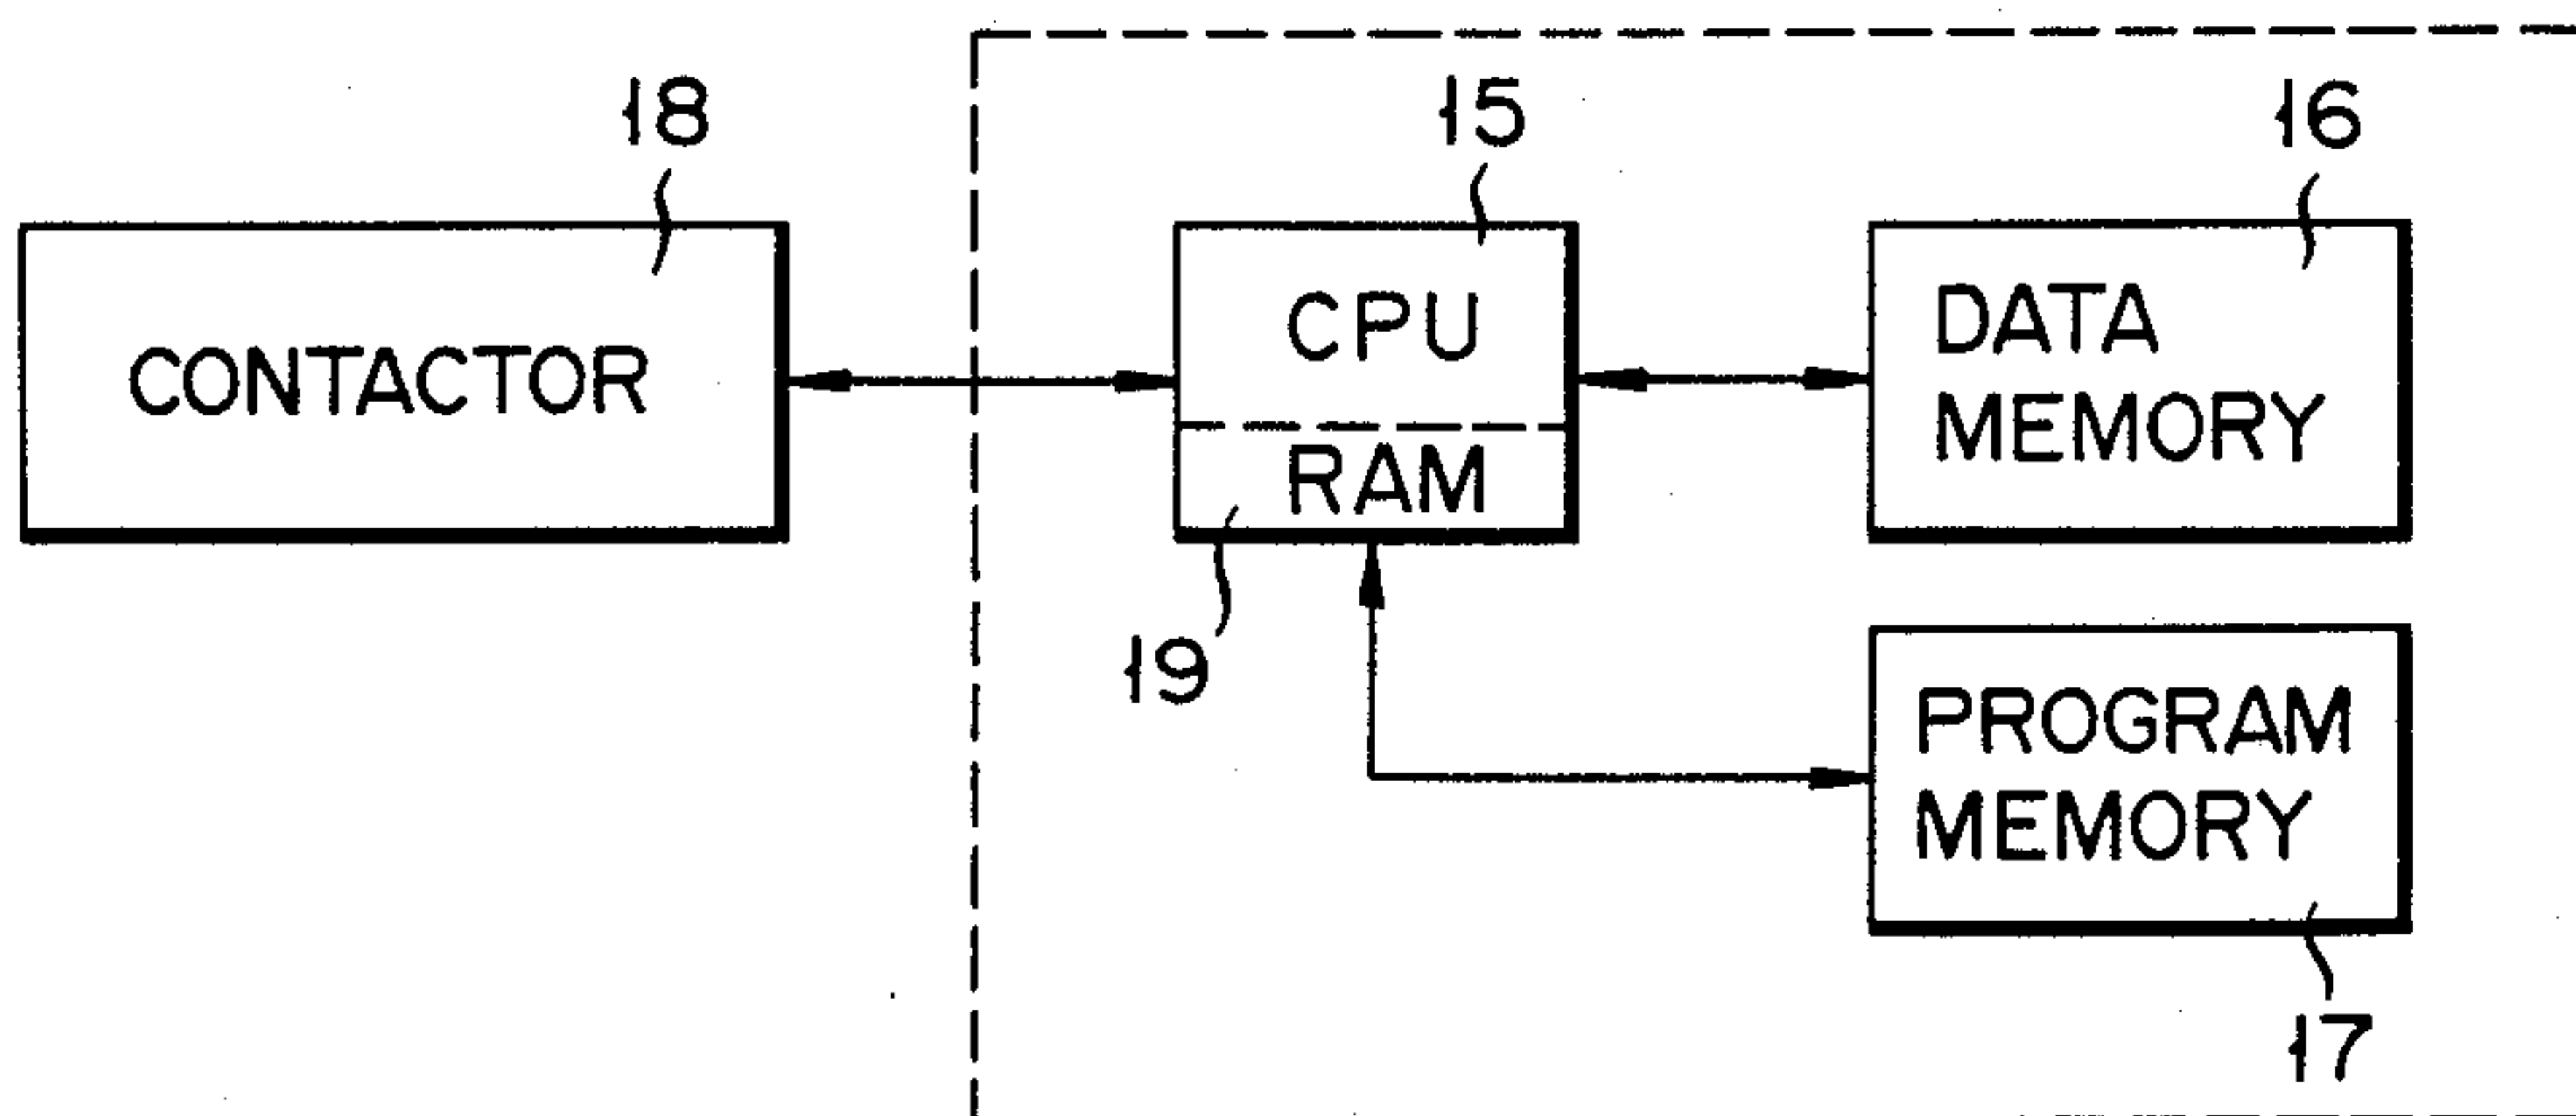 18
15
16
CONTACTOR
CPU
RAM
DATA
MEMORY
19
PROGRAM
MEMORY
17